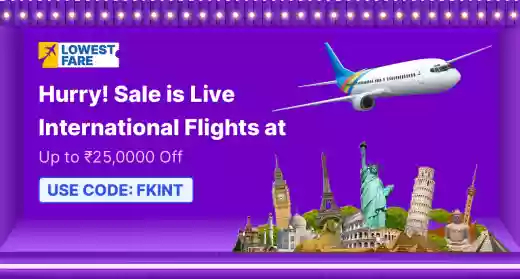 LOWEST
FARE
Hurry! Sale is Live
International Flights at
Up to ₹25,0000 Off
USE CODE: FKINT